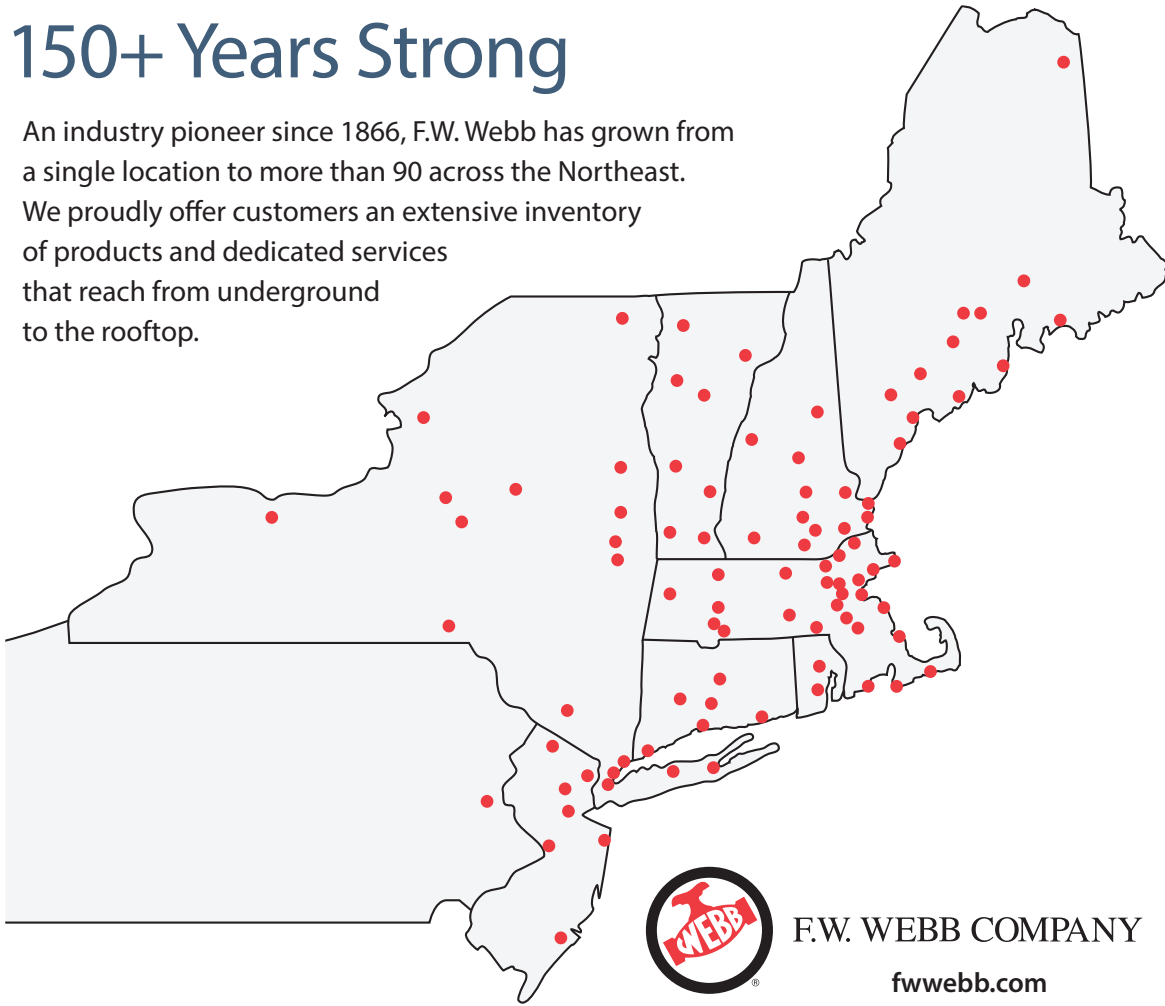 150+ Years Strong
An industry pioneer since 1866, F.W. Webb has grown from
a single location to more than 90 across the Northeast.
We proudly offer customers an extensive inventory
of products and dedicated services
that reach from underground
to the rooftop.
WEBB
®
F.W. WEBB COMPANY
fwwebb.com